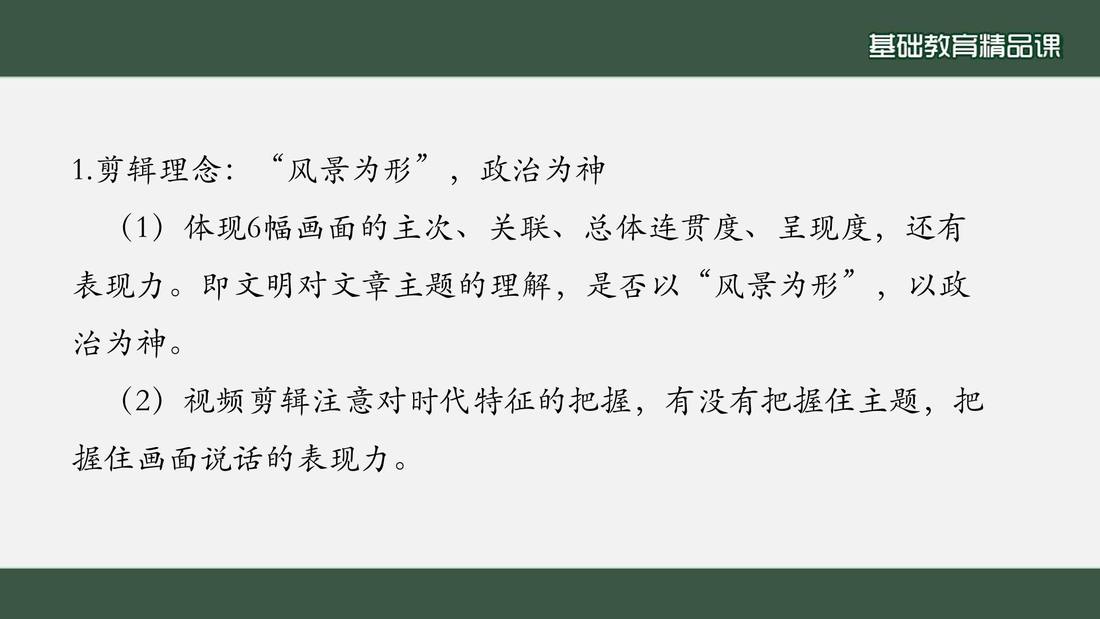 基础教育精品课
1.剪辑理念：“风景为形”，政治为神
（1）体现6幅画面的主次、关联、总体连贯度、呈现度，还有
表现力。即文明对文章主题的理解，是否以“风景为形”，以政
治为神。
（2）视频剪辑注意对时代特征的把握，有没有把握住主题，把
握住画面说话的表现力。